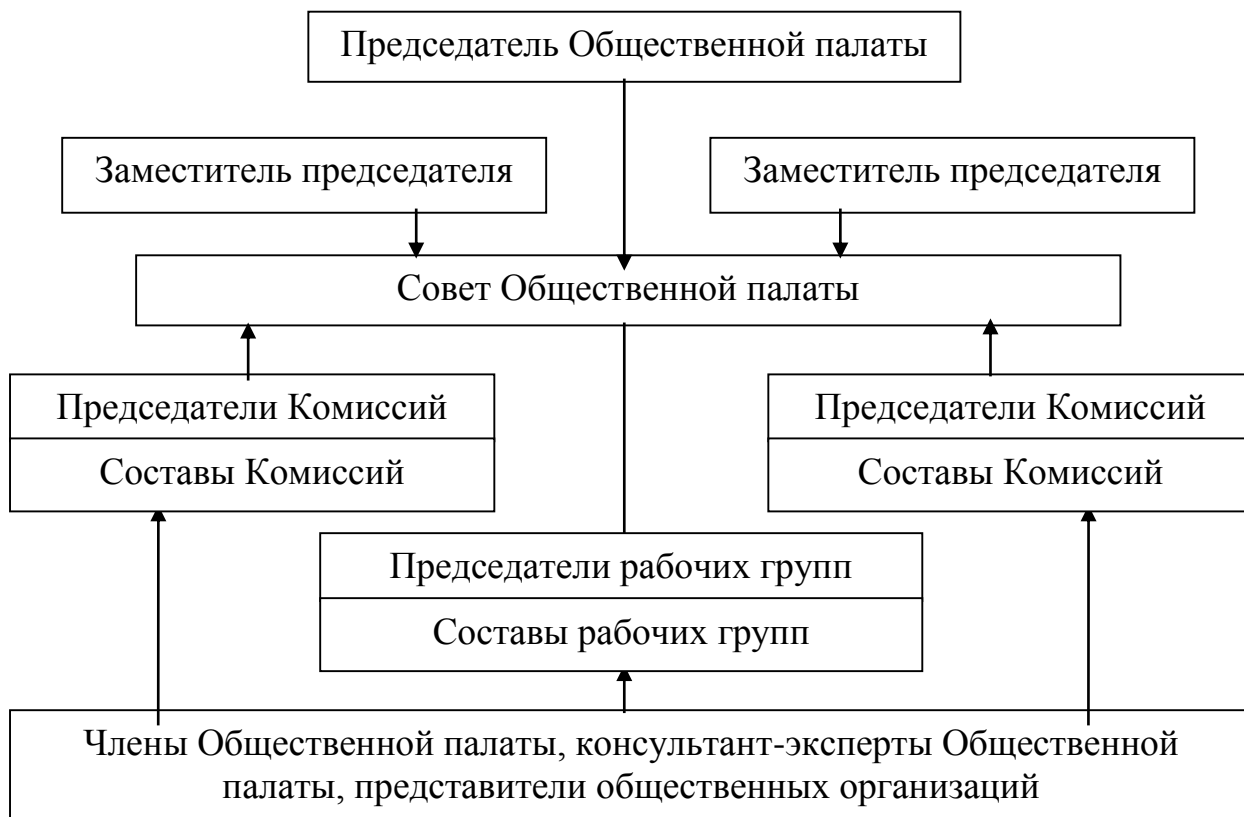 Председатель Общественной палаты
Заместитель председателя
Заместитель председателя
Совет Общественной палаты
Председатели Комиссий
Составы Комиссий
Председатели Комиссий
Составы Комиссий
Председатели рабочих групп
Составы рабочих групп
Члены Общественной палаты, консультант-эксперты Общественной
палаты, представители общественных организаций